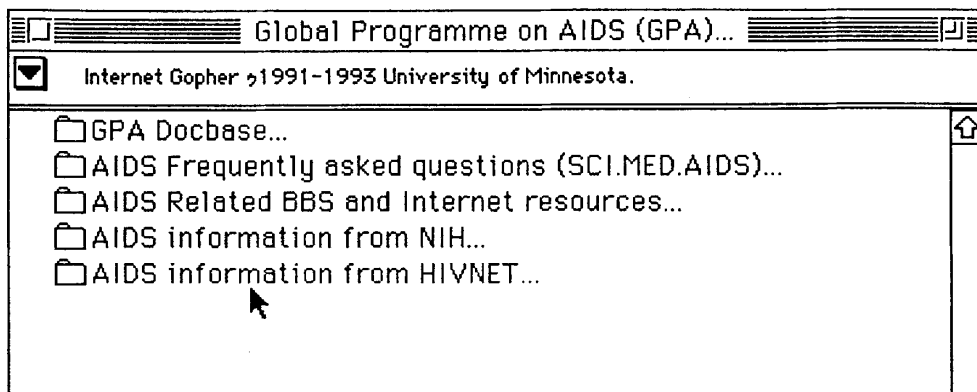 Global Programme on AIDS (GPA)...
Internet Gopher 1991-1993 University of Minnesota.
GPA Docbase...
AIDS Frequently asked questions (SCI.MED.AIDS)...
AIDS Related BBS and Internet resources...
AIDS information from NIH...
AIDS information from HIVNET...